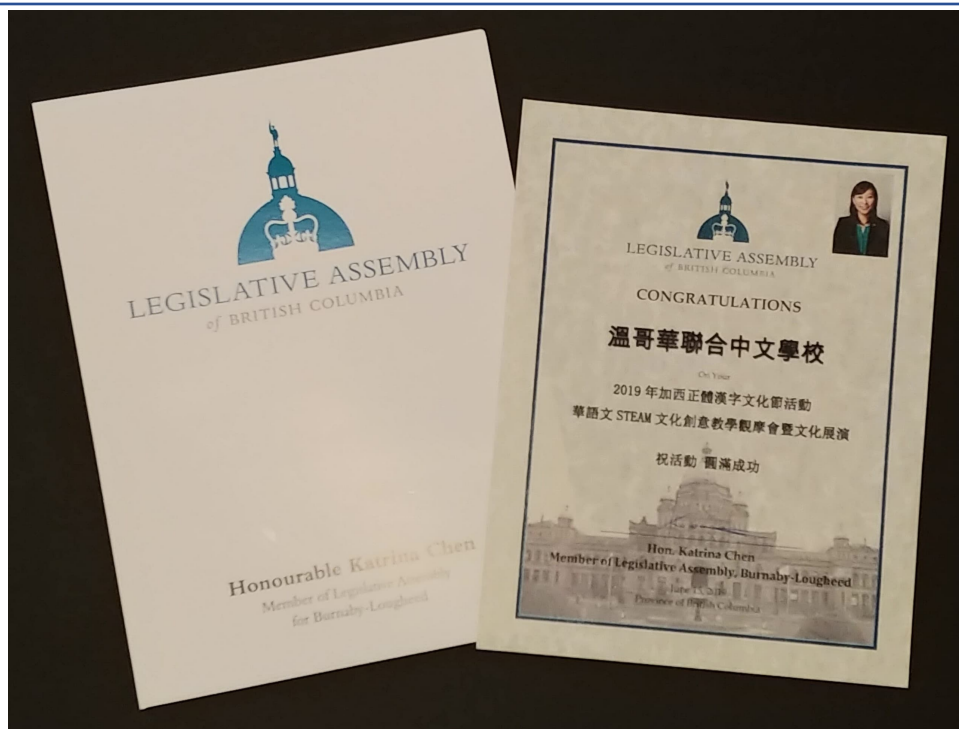 LEGISLATIVE ASSEMBLY
of BRITISH COLUMBIA
Honourable Katrina Chen
Member of Legislative Assembly
for Burnaby-Lougheed
LEGISLATIVE ASSEMBLY
of BRITISH COLUMBIA
CONGRATULATIONS
溫哥華聯合中文學校
On Your
2019 年加西正體漢字文化節活動
華語文 STEAM 文化創意教學觀摩會暨文化展演
祝活動 圓滿成功
Hon. Katrina Chen
Member of Legislative Assembly, Burnaby-Lougheed
June 15, 2019
Province of British Columbia